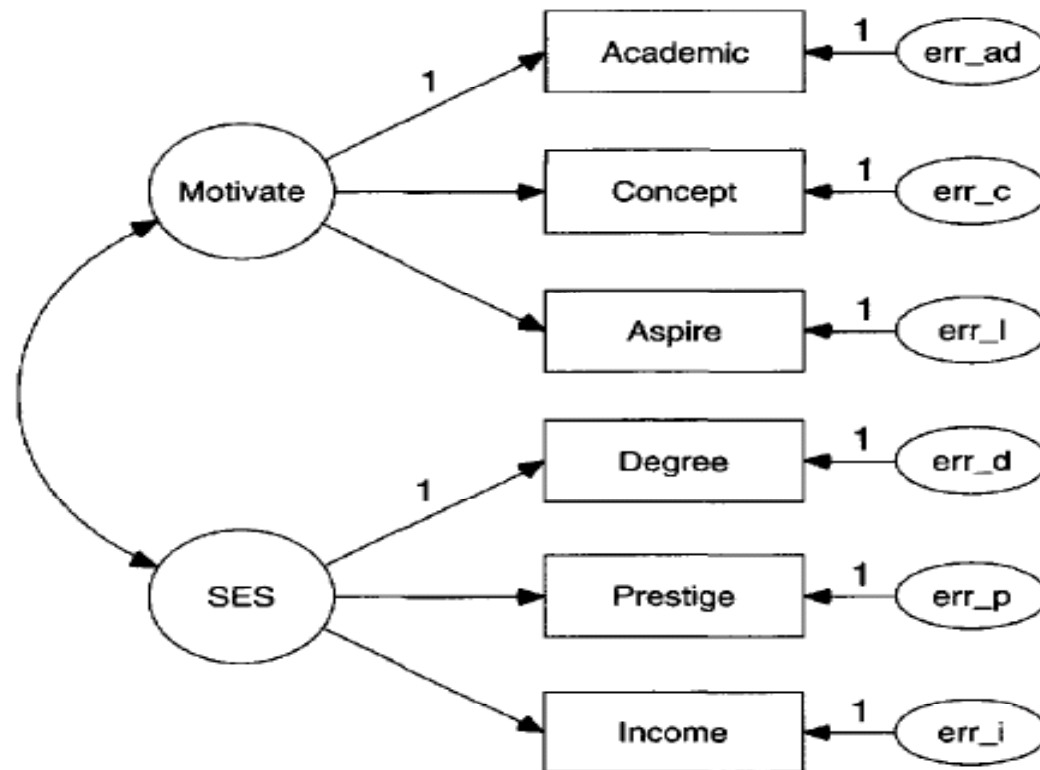 1
Academic
1
err_ad
Motivate
Concept
1
err_c
Aspire
1
err_l
1
Degree
1
err_d
SES
Prestige
1
err_p
Income
1
err_i